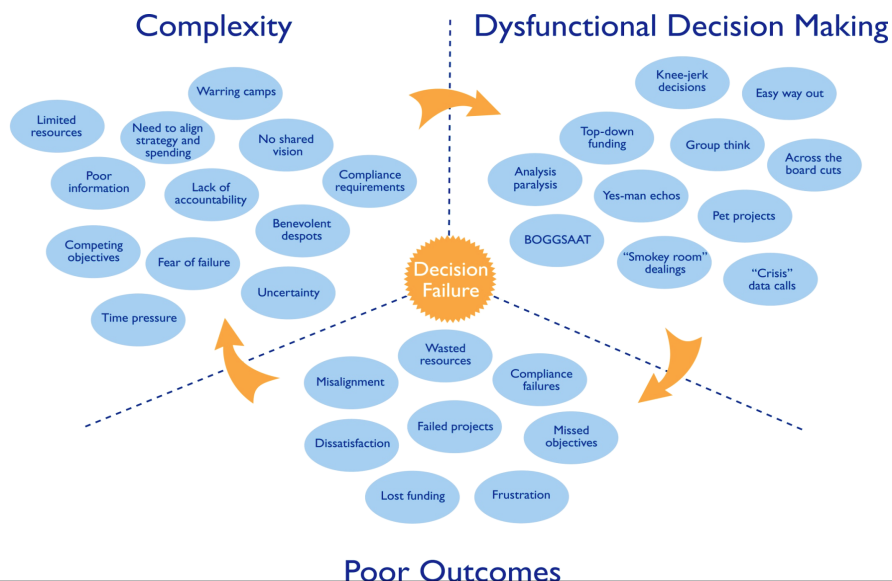 Complexity
Warring camps
Limited
resources
Need to align
strategy and
spending
No shared
vision
Poor
information
Lack of
accountability
Compliance
requirements
Benevolent
despots
Competing
objectives
Fear of failure
Uncertainty
Time pressure
Dysfunctional Decision Making
Knee-jerk
decisions
Easy way out
Top-down
funding
Group think
Across the
board cuts
Analysis
paralysis
Yes-man echos
Pet projects
BOGGSAAT
“Smokey room”
dealings
“Crisis”
data calls
Decision
Failure
Wasted
resources
Misalignment
Compliance
failures
Failed projects
Missed
objectives
Dissatisfaction
Lost funding
Frustration
Poor Outcomes